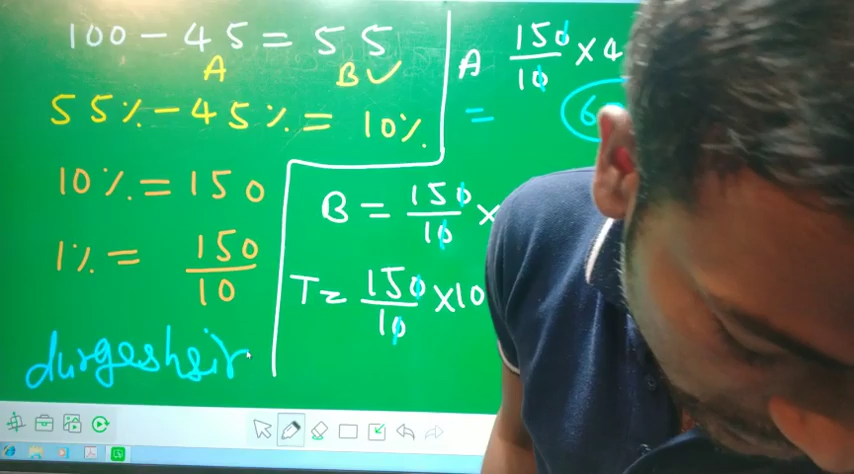 100 - 45 = 55
A B ✓
55% - 45% = 10%
10% = 150
1% = 150/10
durgeshsir
A 150/10 × 4
= 6
B = 150/10 ×
T = 150/10 × 10